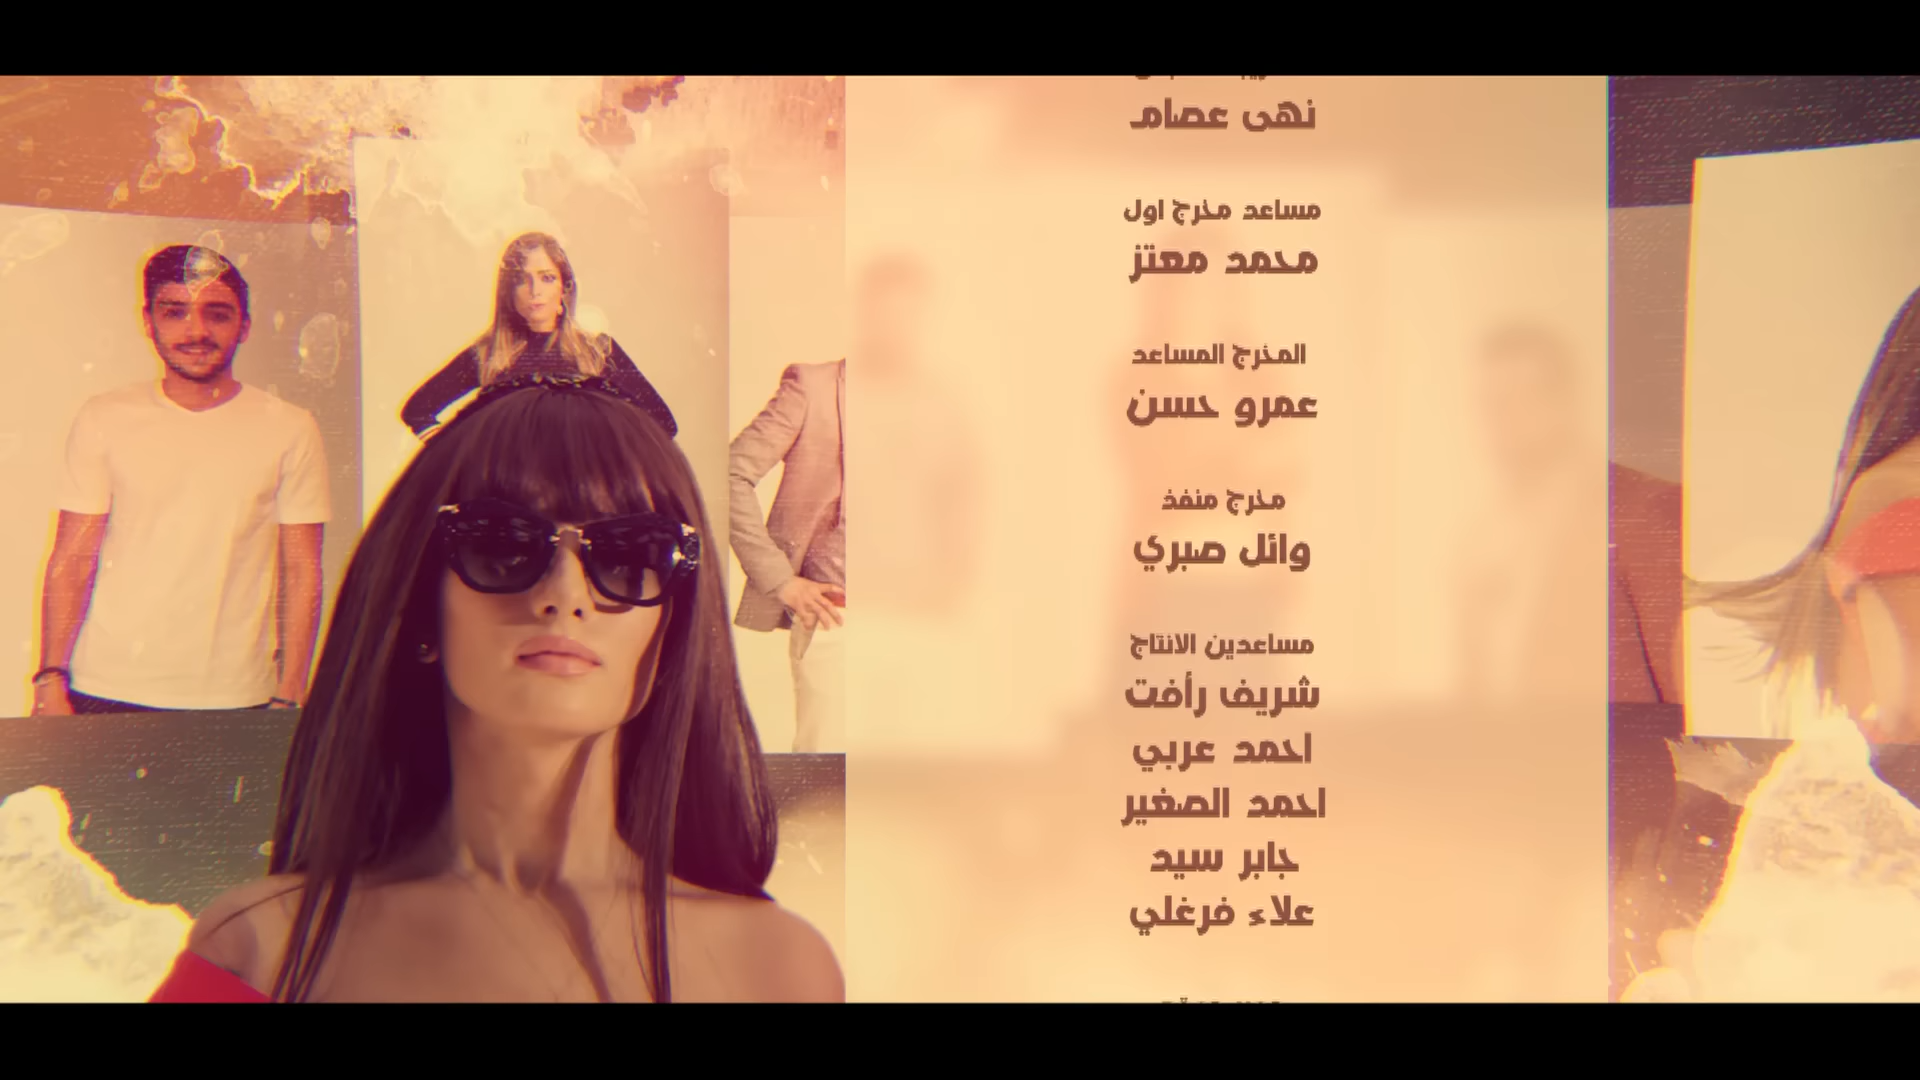 نهى عصام
مساعد مخرج اول
محمد معتز
المخرج المساعد
عمرو حسن
مخرج منفذ
وائل صبري
مساعدين الانتاج
شريف رأفت
احمد عربي
احمد الصغير
جابر سيد
علاء فرغلي